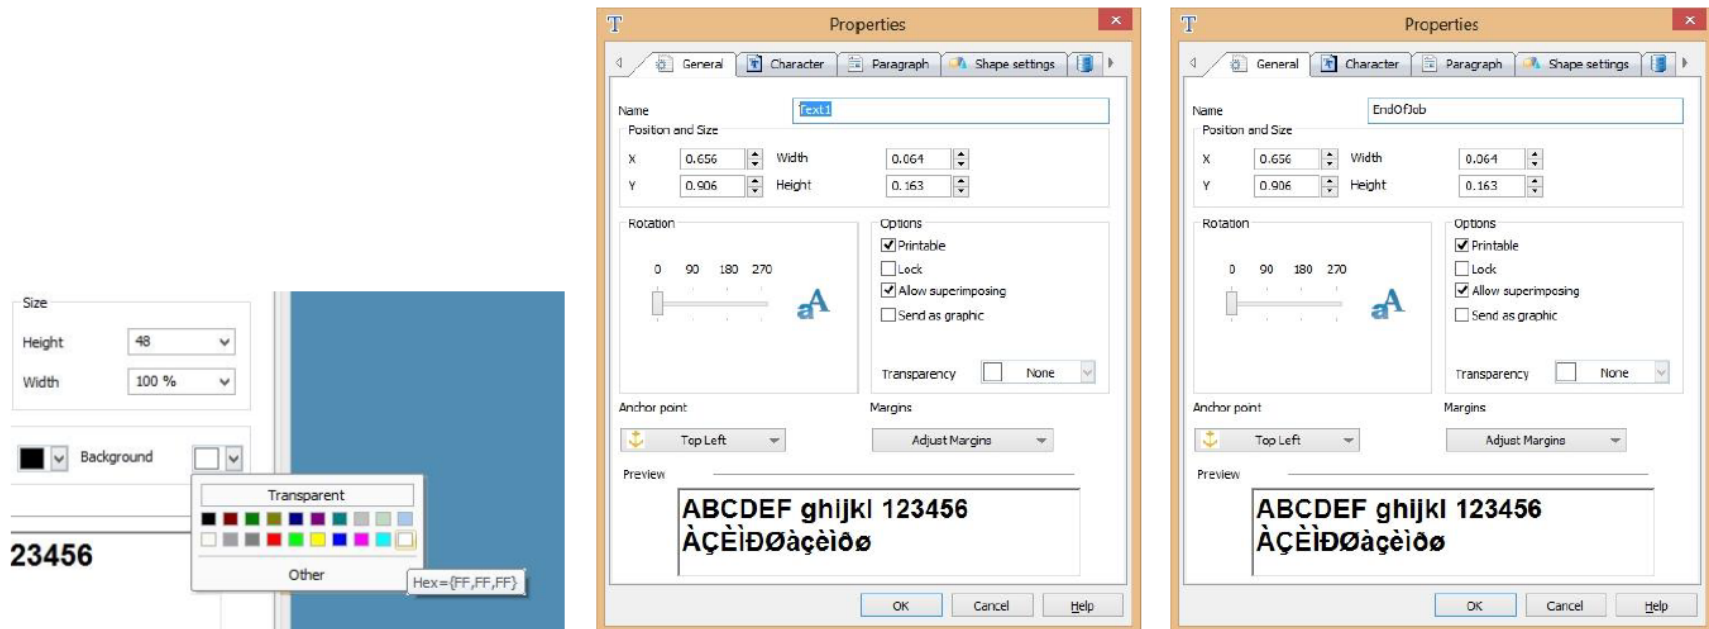 Size
Height 48
Width 100 %
Background
Transparent
23456
Other
Hex={FF,FF,FF}
Properties
General Character Paragraph Shape settings
Name Text1
Position and Size
X 0.656 Width 0.064
Y 0.906 Height 0.163
Rotation
0 90 180 270
aA
Options
Printable
Lock
Allow superimposing
Send as graphic
Transparency None
Anchor point Margins
Top Left Adjust Margins
Preview
ABCDEF ghijkl 123456
ÀÇÈÌÐØàçèìðø
OK Cancel Help
Properties
General Character Paragraph Shape settings
Name EndOfJob
Position and Size
X 0.656 Width 0.064
Y 0.906 Height 0.163
Rotation
0 90 180 270
aA
Options
Printable
Lock
Allow superimposing
Send as graphic
Transparency None
Anchor point Margins
Top Left Adjust Margins
Preview
ABCDEF ghijkl 123456
ÀÇÈÌÐØàçèìðø
OK Cancel Help